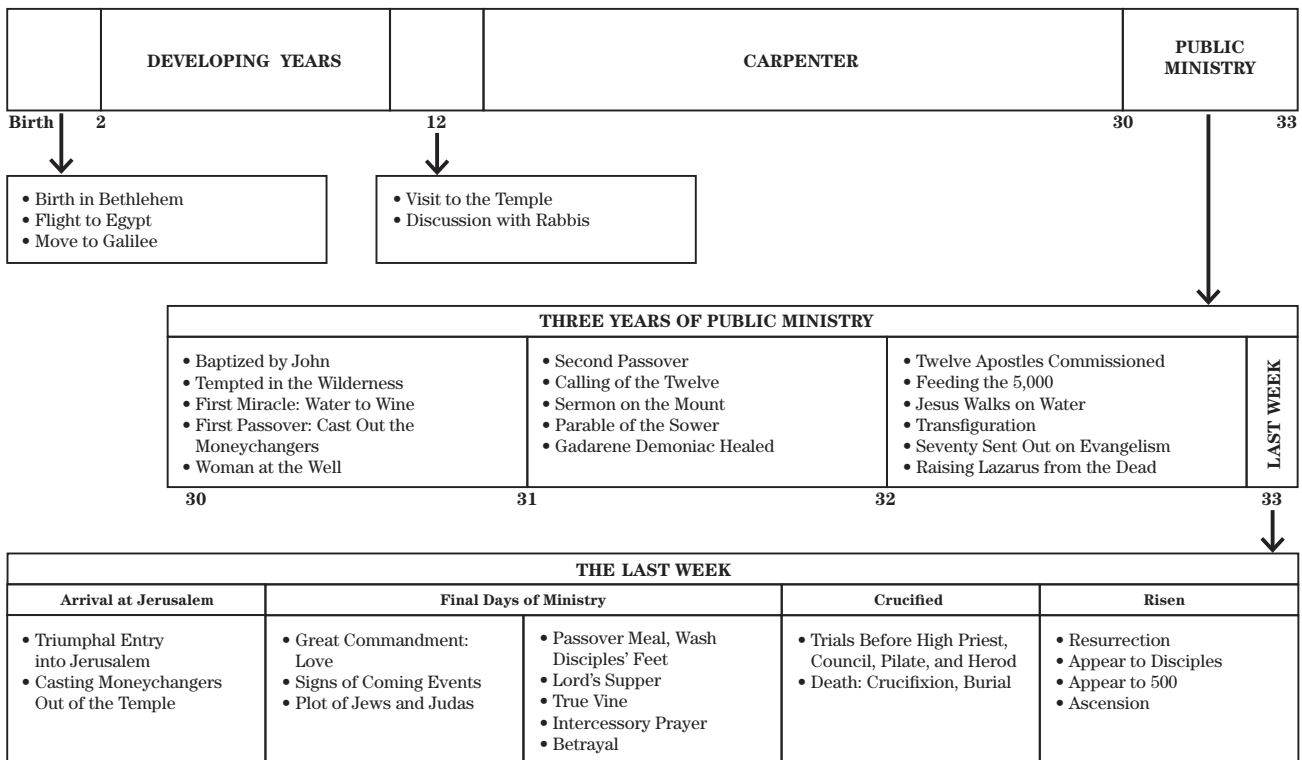 DEVELOPING YEARS
CARPENTER
PUBLIC
MINISTRY
Birth 2 12 30 33
• Birth in Bethlehem
• Flight to Egypt
• Move to Galilee
• Visit to the Temple
• Discussion with Rabbis
THREE YEARS OF PUBLIC MINISTRY
• Baptized by John
• Tempted in the Wilderness
• First Miracle: Water to Wine
• First Passover: Cast Out the
Moneychangers
• Woman at the Well
• Second Passover
• Calling of the Twelve
• Sermon on the Mount
• Parable of the Sower
• Gadarene Demoniac Healed
• Twelve Apostles Commissioned
• Feeding the 5,000
• Jesus Walks on Water
• Transfiguration
• Seventy Sent Out on Evangelism
• Raising Lazarus from the Dead
LAST WEEK
30 31 32 33
THE LAST WEEK
Arrival at Jerusalem
• Triumphal Entry
into Jerusalem
• Casting Moneychangers
Out of the Temple
Final Days of Ministry
• Great Commandment:
Love
• Signs of Coming Events
• Plot of Jews and Judas
• Passover Meal, Wash
Disciples’ Feet
• Lord’s Supper
• True Vine
• Intercessory Prayer
• Betrayal
Crucified
• Trials Before High Priest,
Council, Pilate, and Herod
• Death: Crucifixion, Burial
Risen
• Resurrection
• Appear to Disciples
• Appear to 500
• Ascension